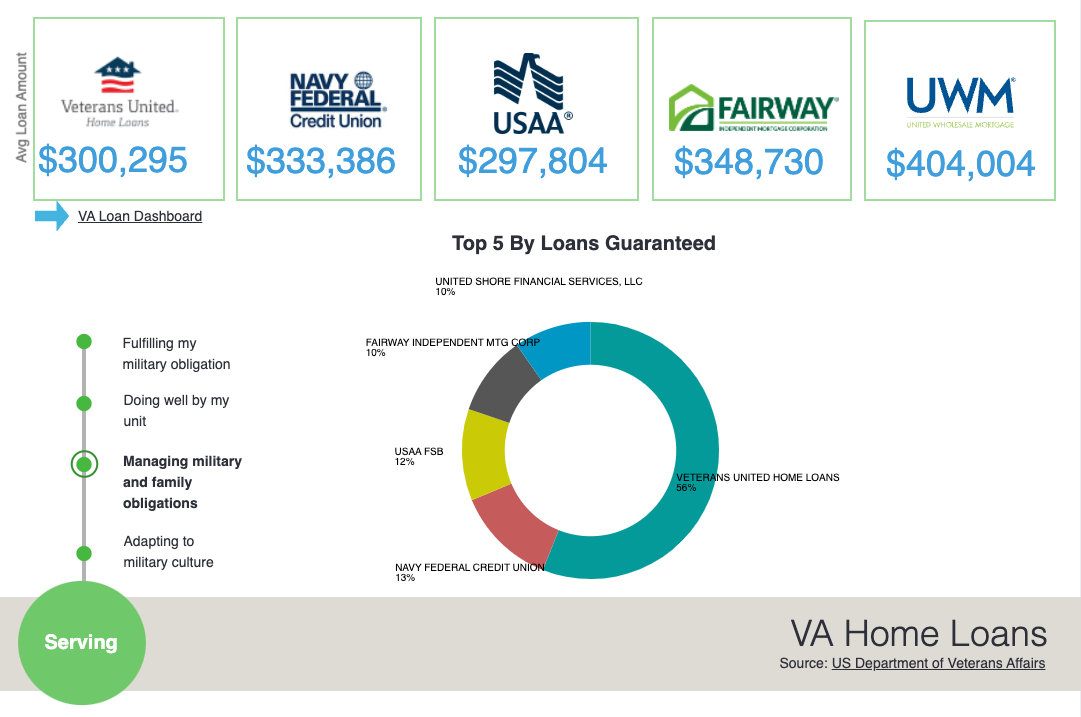 Avg Loan Amount
Veterans United
Home Loans
$300,295
NAVY
FEDERAL
Credit Union
$333,386
USAA®
$297,804
FAIRWAY
INDEPENDENT MORTGAGE CORPORATION
$348,730
UWM
UNITED WHOLESALE MORTGAGE
$404,004
VA Loan Dashboard
Top 5 By Loans Guaranteed
UNITED SHORE FINANCIAL SERVICES, LLC
10%
FAIRWAY INDEPENDENT MTG CORP
10%
USAA FSB
12%
VETERANS UNITED HOME LOANS
56%
NAVY FEDERAL CREDIT UNION
13%
Fulfilling my
military obligation
Doing well by my
unit
Managing military
and family
obligations
Adapting to
military culture
Serving
VA Home Loans
Source: US Department of Veterans Affairs